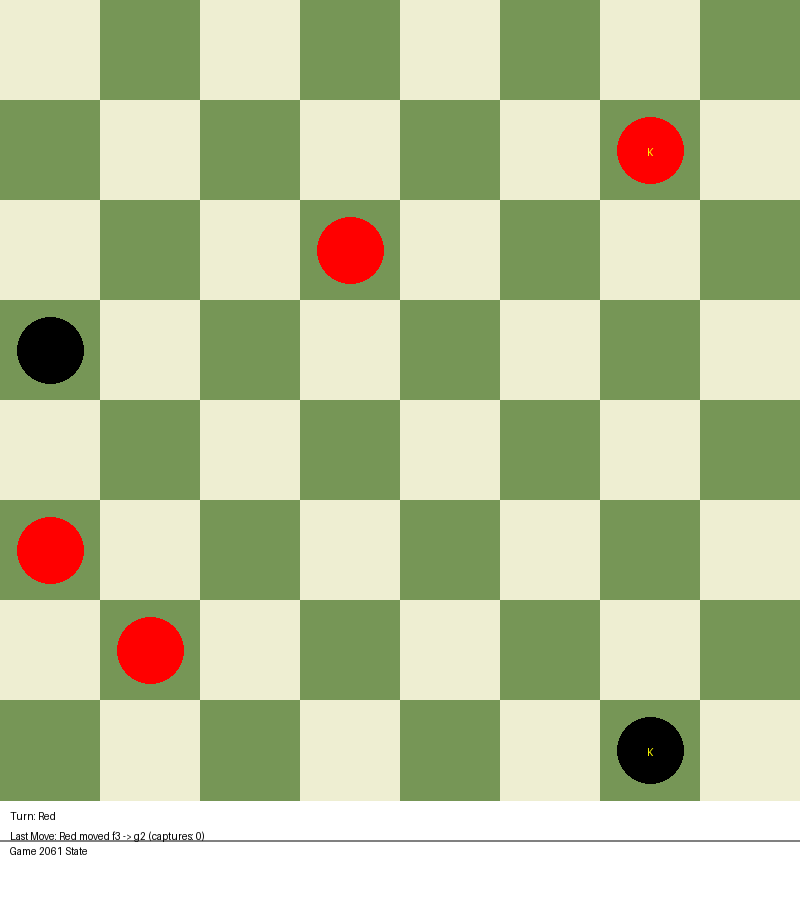 K
K
Turn: Red
Last Move: Red moved f3 -> g2 (captures: 0)
Game 2061 State